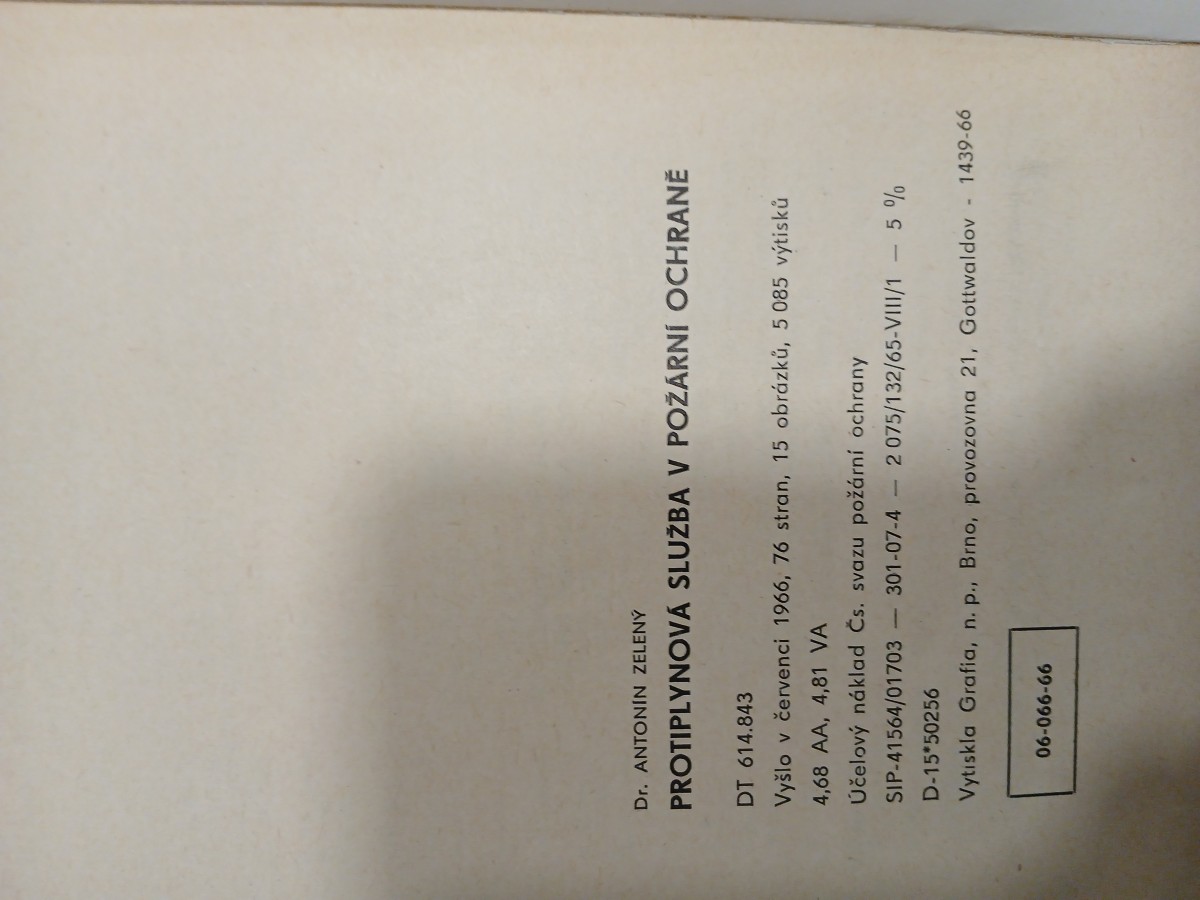 Dr. ANTONIN ZELENÝ
PROTIPLYNOVÁ SLUŽBA V POŽÁRNÍ OCHRANĚ
DT 614.843
Vyšlo v červenci 1966, 76 stran, 15 obrázků, 5 085 výtisků
4,68 AA, 4,81 VA
Účelový náklad Čs. svazu požární ochrany
SIP-41564/01703 — 301-07-4 — 2 075/132/65-VIII/1 — 5 %
D-15*50256
Vytiskla Grafia, n. p., Brno, provozovna 21, Gottwaldov - 1439-66
06-066-66